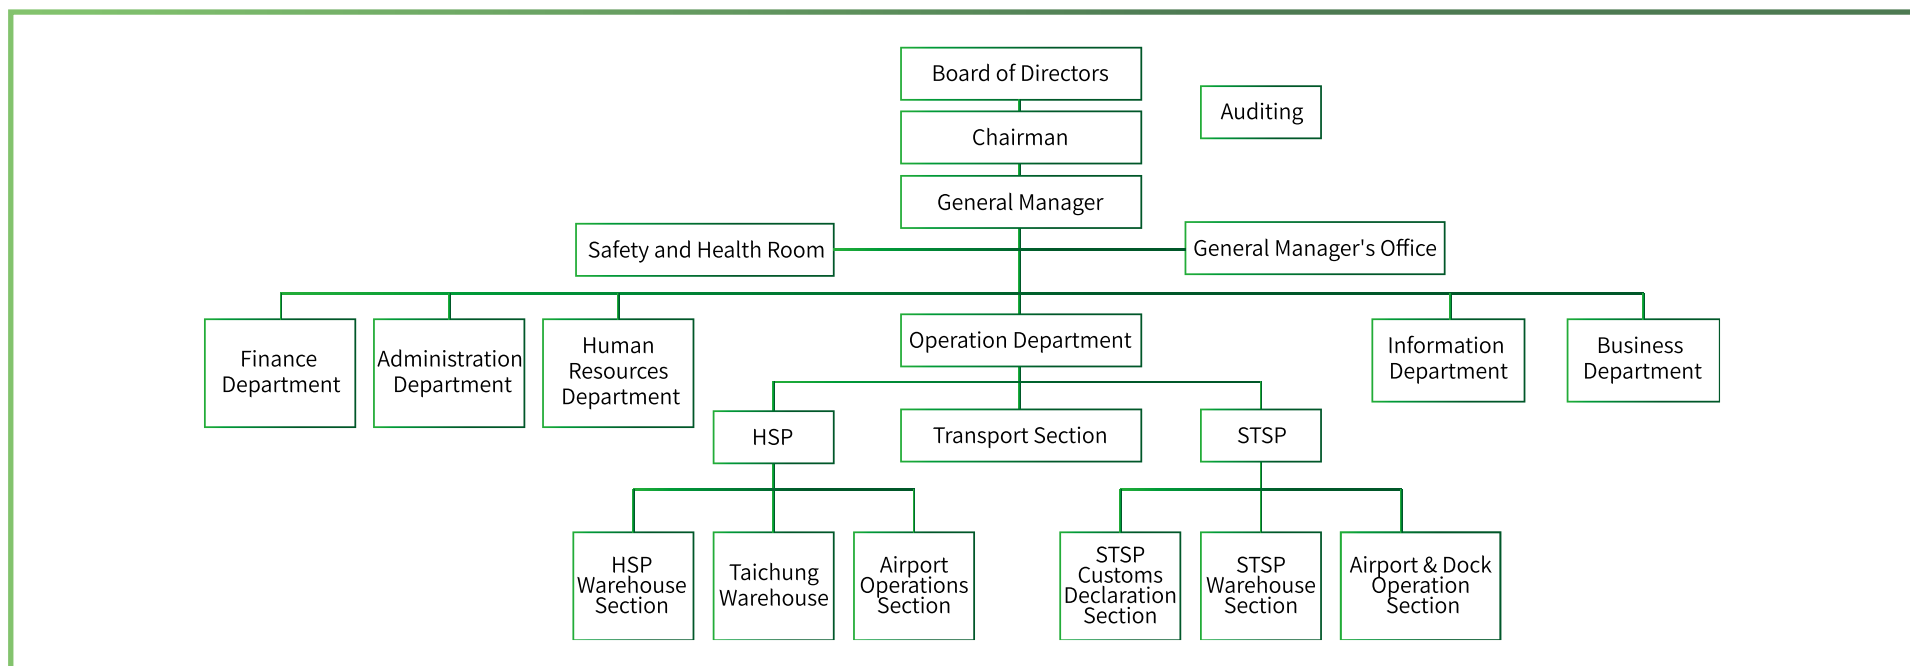 Board of Directors
Auditing
Chairman
General Manager
Safety and Health Room
General Manager's Office
Finance
Department
Administration
Department
Human
Resources
Department
Operation Department
Information
Department
Business
Department
HSP
Transport Section
STSP
HSP
Warehouse
Section
Taichung
Warehouse
Airport
Operations
Section
STSP
Customs
Declaration
Section
STSP
Warehouse
Section
Airport & Dock
Operation
Section